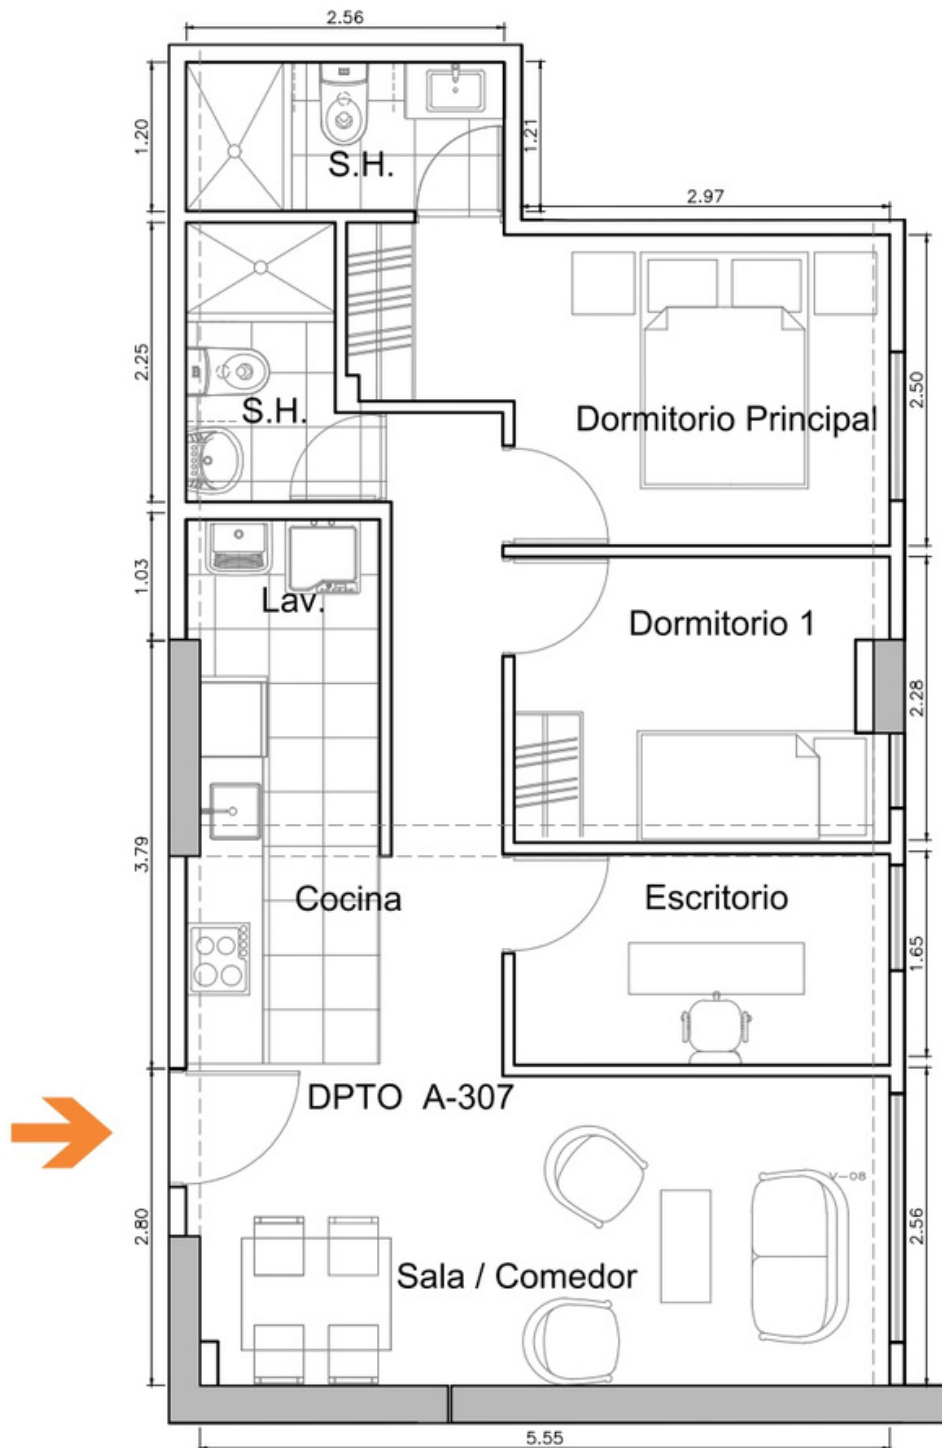 2.56
1.20
S.H.
1.21
2.97
2.25
S.H.
Dormitorio Principal
2.50
1.03
Lav.
Dormitorio 1
2.28
3.79
Cocina
Escritorio
1.65
DPTO A-307
V-08
2.80
Sala / Comedor
2.56
5.55